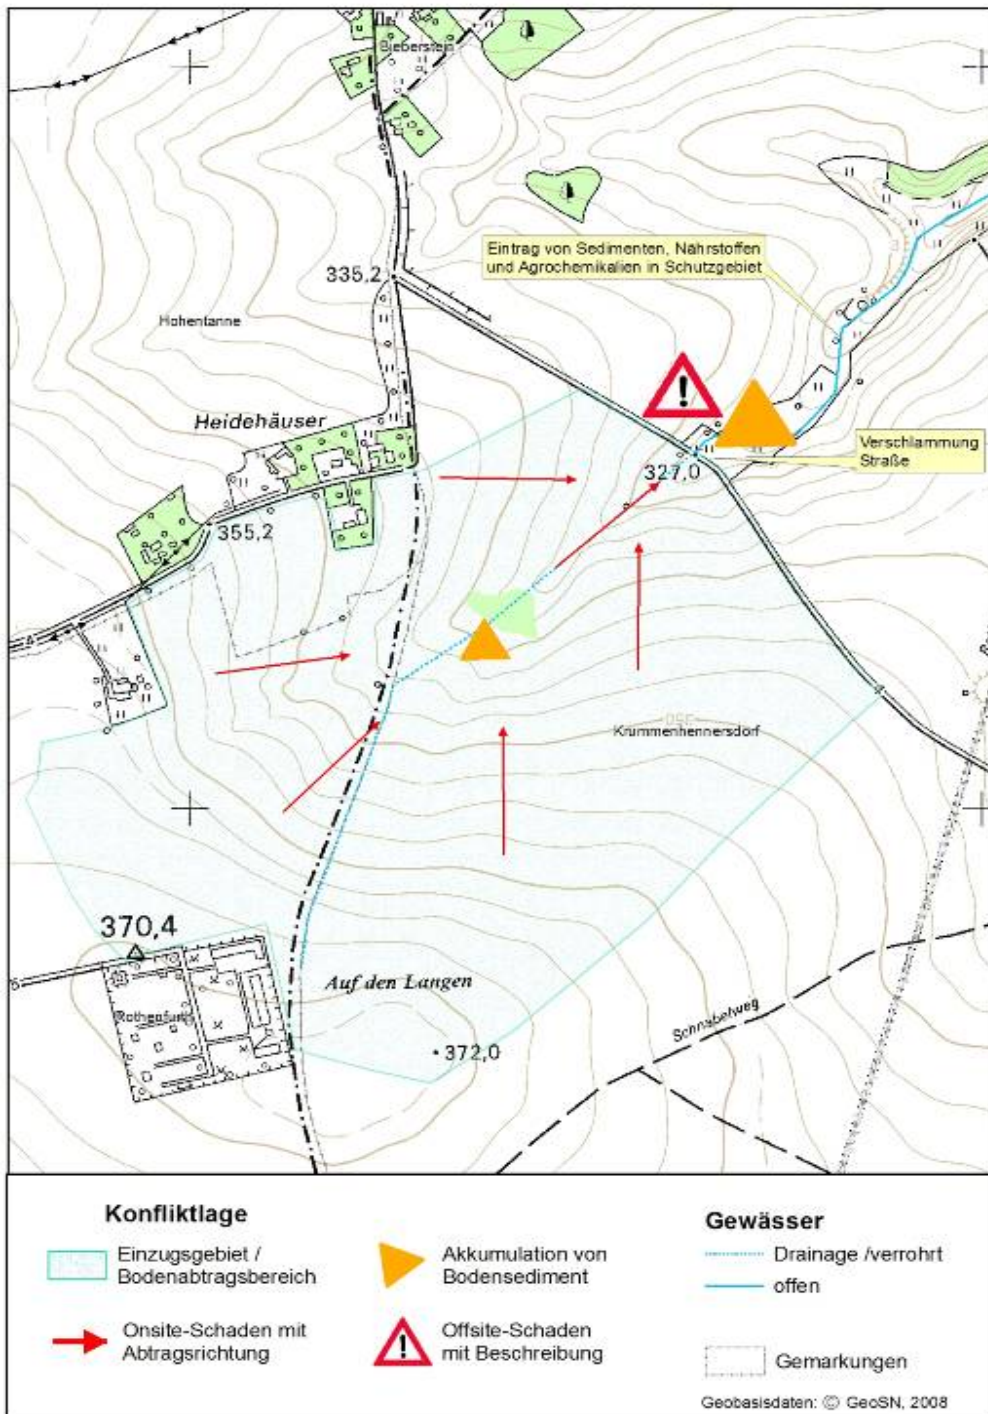 Bieberstein
Eintrag von Sedimenten, Nährstoffen
und Agrochemikalien in Schutzgebiet
335,2
Hohentanne
Heidehäuser
Verschlammung
Straße
327,0
355,2
350
Krummenhennersdorf
370,4
Auf den Langen
Rothenfurth
Schnabelweg
372,0
Konfliktlage
Einzugsgebiet /
Bodenabtragsbereich
Akkumulation von
Bodensediment
Onsite-Schaden mit
Abtragsrichtung
Offsite-Schaden
mit Beschreibung
Gewässer
Drainage /verrohrt
offen
Gemarkungen
Geobasisdaten: © GeoSN, 2008